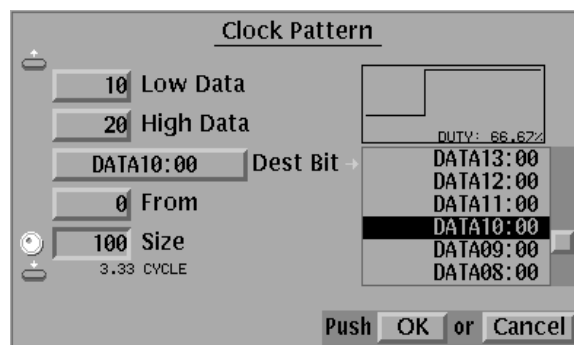 Clock Pattern
10 Low Data
20 High Data
DATA10:00 Dest Bit →
0 From
100 Size
3.33 CYCLE
DUTY: 66.67%
DATA13:00
DATA12:00
DATA11:00
DATA10:00
DATA09:00
DATA08:00
Push OK or Cancel